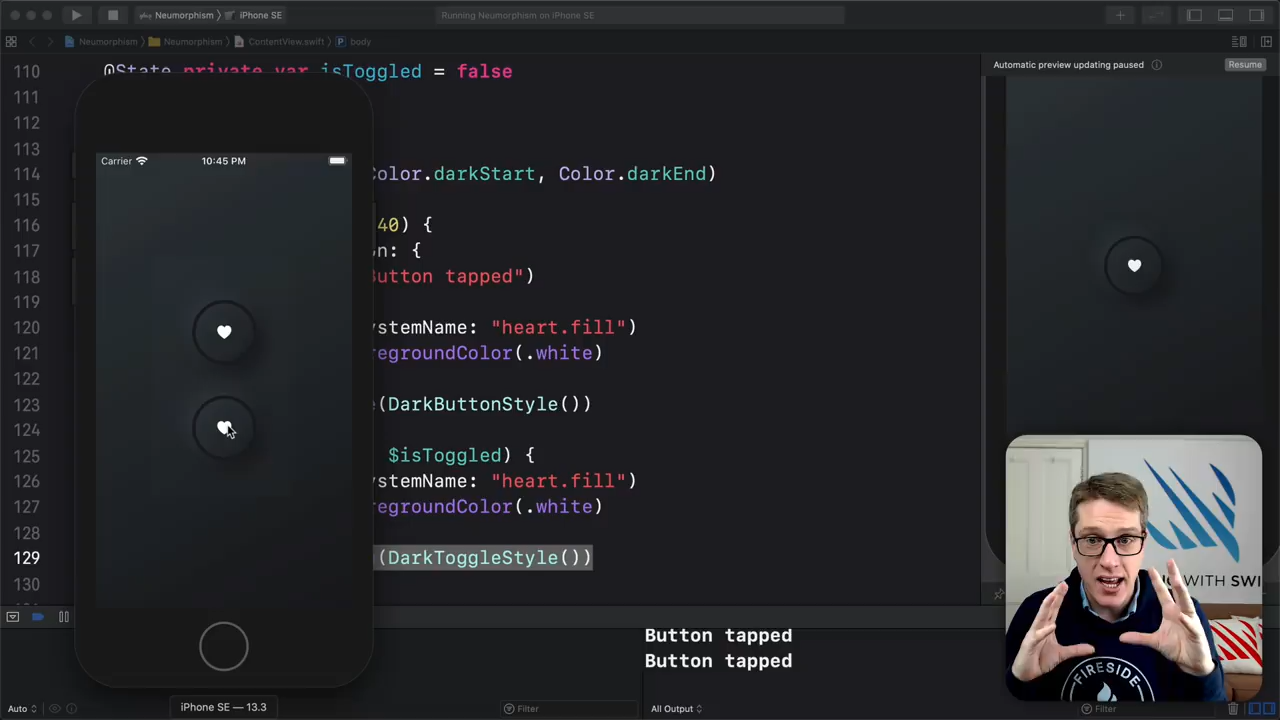 Neumorphism
iPhone SE
Running Neumorphism on iPhone SE
Neumorphism
Neumorphism
ContentView.swift
body
110 @State private var isToggled = false
111
112
113
114 Color.darkStart, Color.darkEnd)
115
116 40) {
117 n: {
118 Button tapped")
119
120 ystemName: "heart.fill")
121 regroundColor(.white)
122
123 e(DarkButtonStyle())
124
125 $isToggled) {
126 ystemName: "heart.fill")
127 regroundColor(.white)
128
129 (DarkToggleStyle())
130
Carrier
10:45 PM
iPhone SE — 13.3
Automatic preview updating paused
Resume
NG WITH SWI
FIRESIDE
Button tapped
Button tapped
Auto
Filter
All Output
Filter